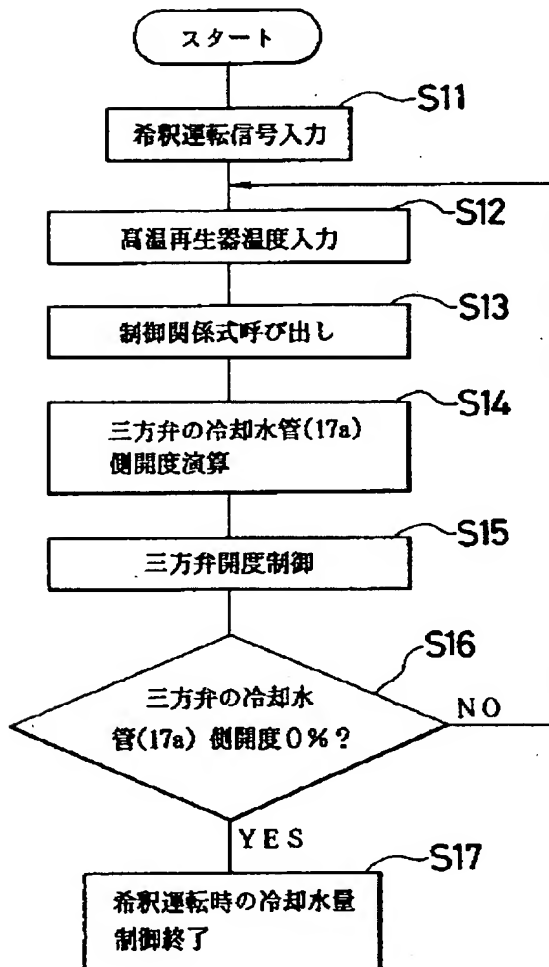 スタート
S11
希釈運転信号入力
S12
高温再生器温度入力
S13
制御関係式呼び出し
S14
三方弁の冷却水管(17a)
側開度演算
S15
三方弁開度制御
S16
三方弁の冷却水
管(17a) 側開度0%?
NO
YES
S17
希釈運転時の冷却水量
制御終了